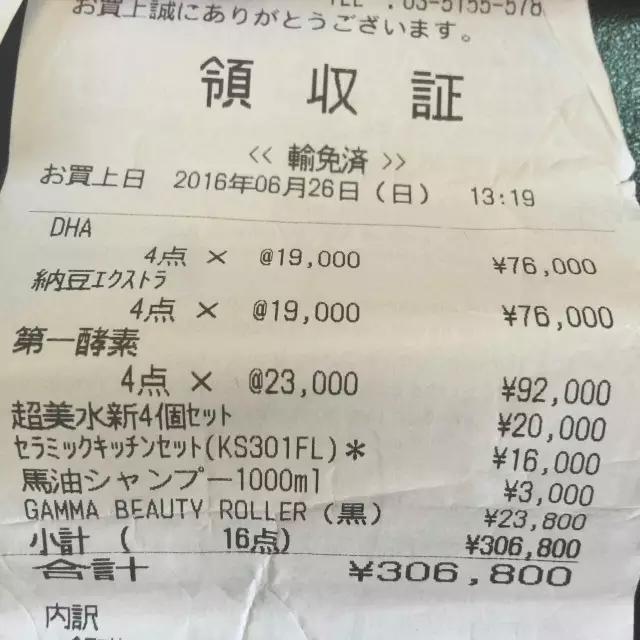 TEL :03-5155-578
お買上誠にありがとうございます。
領 収 証
<< 輸免済 >>
お買上日 2016年06月26日(日) 13:19
DHA
4点 × @19,000 ¥76,000
納豆エクストラ
4点 × @19,000 ¥76,000
第一酵素
4点 × @23,000 ¥92,000
超美水新4個セット ¥20,000
セラミックキッチンセット(KS301FL)* ¥16,000
馬油シャンプー1000ml ¥3,000
GAMMA BEAUTY ROLLER(黒) ¥23,800
小計 ( 16点) ¥306,800
合計 ¥306,800
内訳